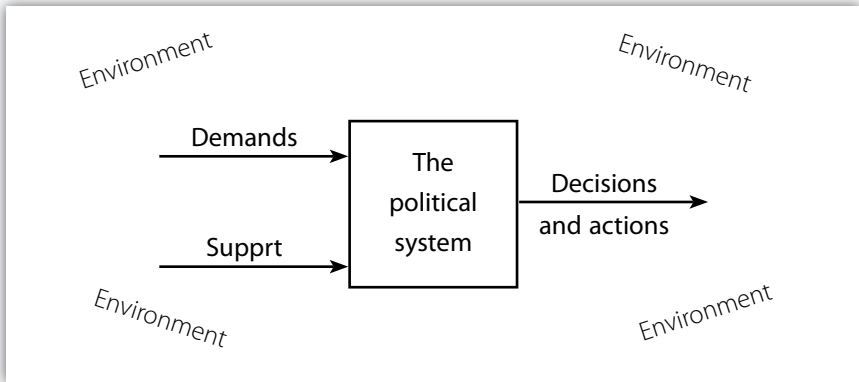 Environment
Environment
Demands
The
political
system
Decisions
and actions
Supprt
Environment
Environment